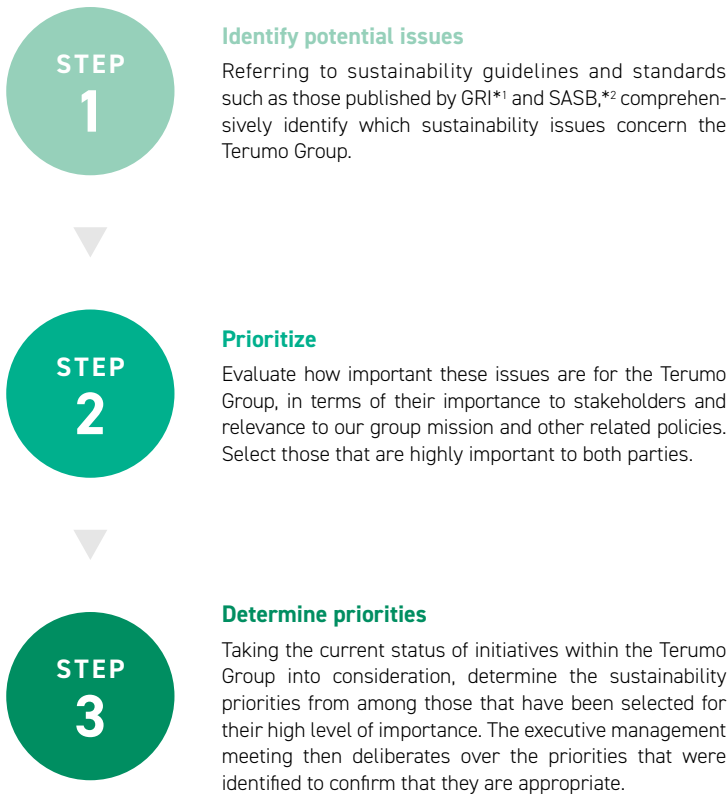 STEP
1
Identify potential issues
Referring to sustainability guidelines and standards
such as those published by GRI*1 and SASB,*2 comprehen-
sively identify which sustainability issues concern the
Terumo Group.
STEP
2
Prioritize
Evaluate how important these issues are for the Terumo
Group, in terms of their importance to stakeholders and
relevance to our group mission and other related policies.
Select those that are highly important to both parties.
STEP
3
Determine priorities
Taking the current status of initiatives within the Terumo
Group into consideration, determine the sustainability
priorities from among those that have been selected for
their high level of importance. The executive management
meeting then deliberates over the priorities that were
identified to confirm that they are appropriate.